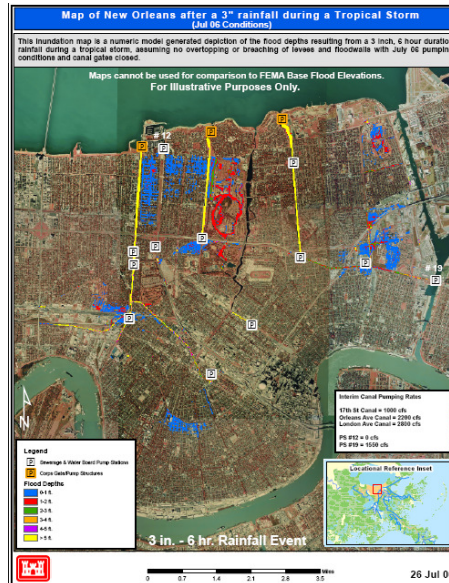 Map of New Orleans after a 3" rainfall during a Tropical Storm
(Jul 06 Conditions)
This Inundation map is a numeric model generated depiction of the flood depths resulting from a 3 inch, 6 hour duratio
rainfall during a tropical storm, assuming no overtopping or breaching of levees and floodwalls with July 06 pumpin
conditions and canal gates closed.
Maps cannot be used for comparison to FEMA Base Flood Elevations.
For Illustrative Purposes Only.
# 12
P
# 19
N
Interim Canal Pumping Rates
17th St Canal = 1000 cfs
Orleans Ave Canal = 2200 cfs
London Ave Canal = 2800 cfs
PS #12 = 0 cfs
PS #19 = 1550 cfs
Legend
P Sewerage & Water Board Pump Stations
P Corps Gate/Pump Structures
Flood Depths
0-1 ft.
1-2 ft.
2-3 ft.
3-4 ft.
4-5 ft.
> 5 ft.
Locational Reference Inset
3 in. - 6 hr. Rainfall Event
Miles
0 0.7 1.4 2.1 2.8 3.5
26 Jul 0